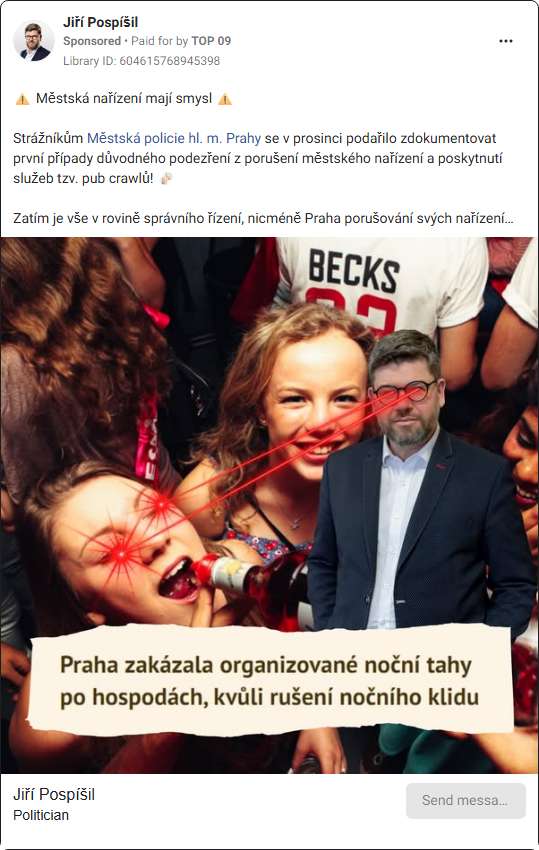 Jiří Pospíšil
Sponsored • Paid for by TOP 09
Library ID: 604615768945398
⚠️ Městská nařízení mají smysl ⚠️
Strážníkům Městská policie hl. m. Prahy se v prosinci podařilo zdokumentovat
první případy důvodného podezření z porušení městského nařízení a poskytnutí
služeb tzv. pub crawlů! 🍻
Zatím je vše v rovině správního řízení, nicméně Praha porušování svých nařízení…
BECKS
Praha zakázala organizované noční tahy
po hospodách, kvůli rušení nočního klidu
Jiří Pospíšil
Politician
Send messa...